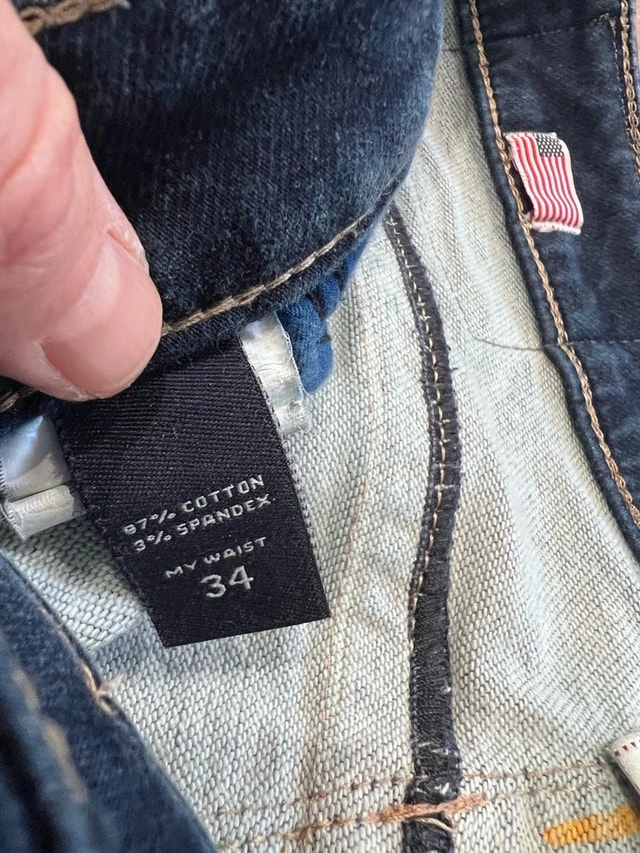 97% COTTON
3% SPANDEX
MY WAIST
34